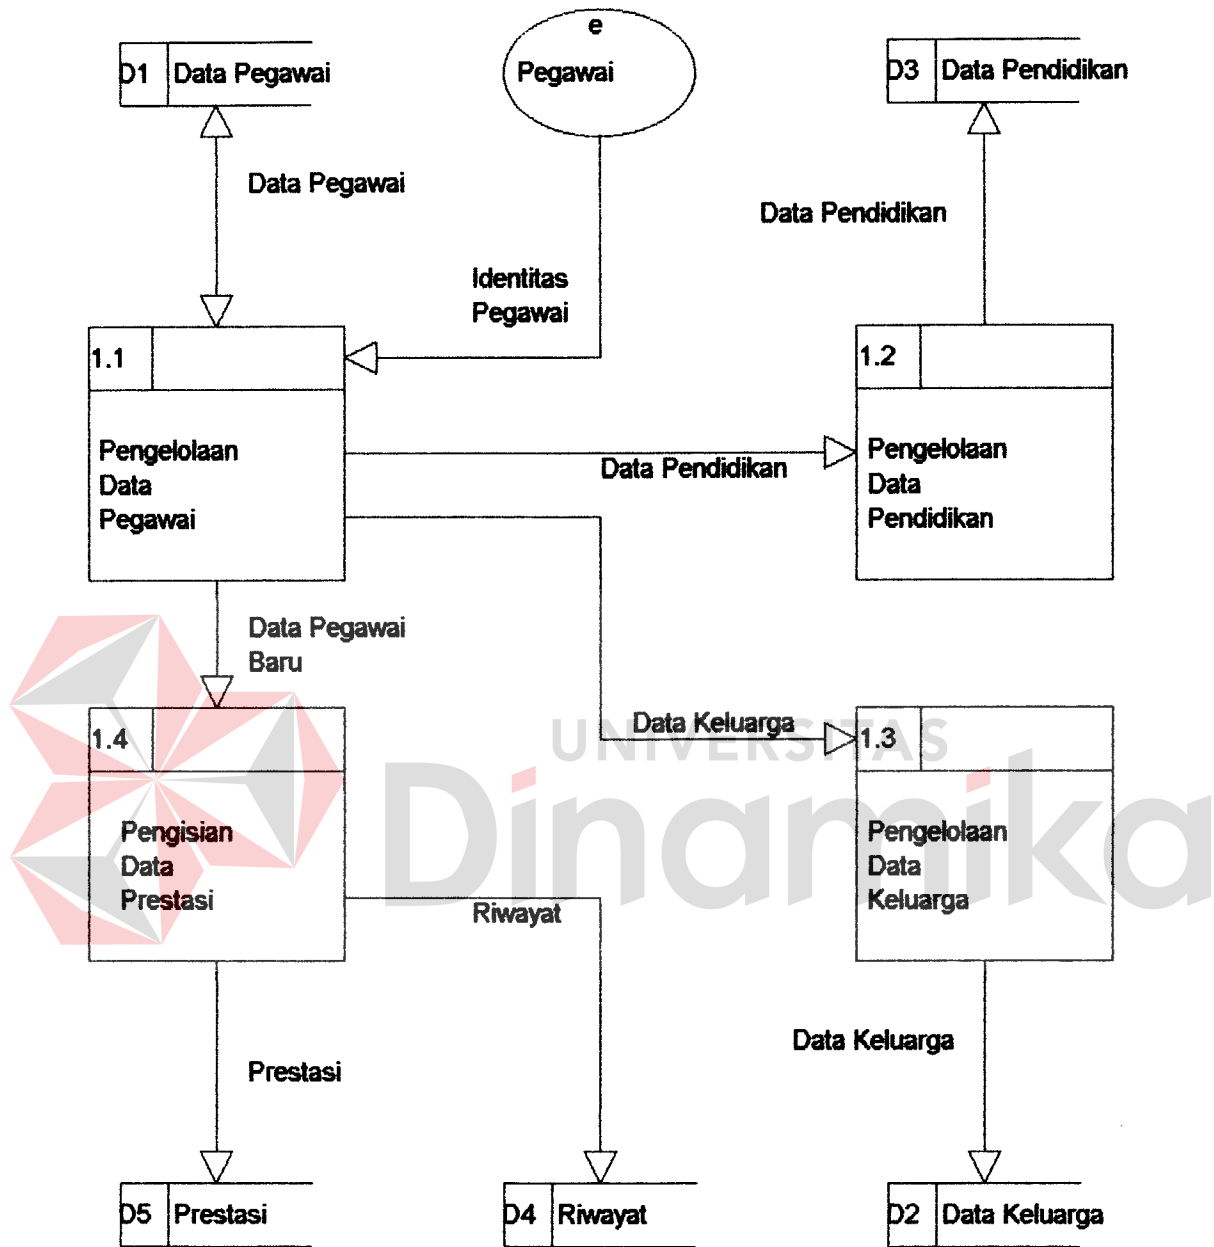 e
Pegawai
D1 Data Pegawai
D3 Data Pendidikan
Data Pegawai
Data Pendidikan
Identitas
Pegawai
1.1
Pengelolaan
Data
Pegawai
1.2
Pengelolaan
Data
Pendidikan
Data Pendidikan
Data Pegawai
Baru
Data Keluarga
1.4
Pengisian
Data
Prestasi
1.3
Pengelolaan
Data
Keluarga
UNIVERSITAS
Dinamika
Riwayat
Data Keluarga
Prestasi
D5 Prestasi
D4 Riwayat
D2 Data Keluarga